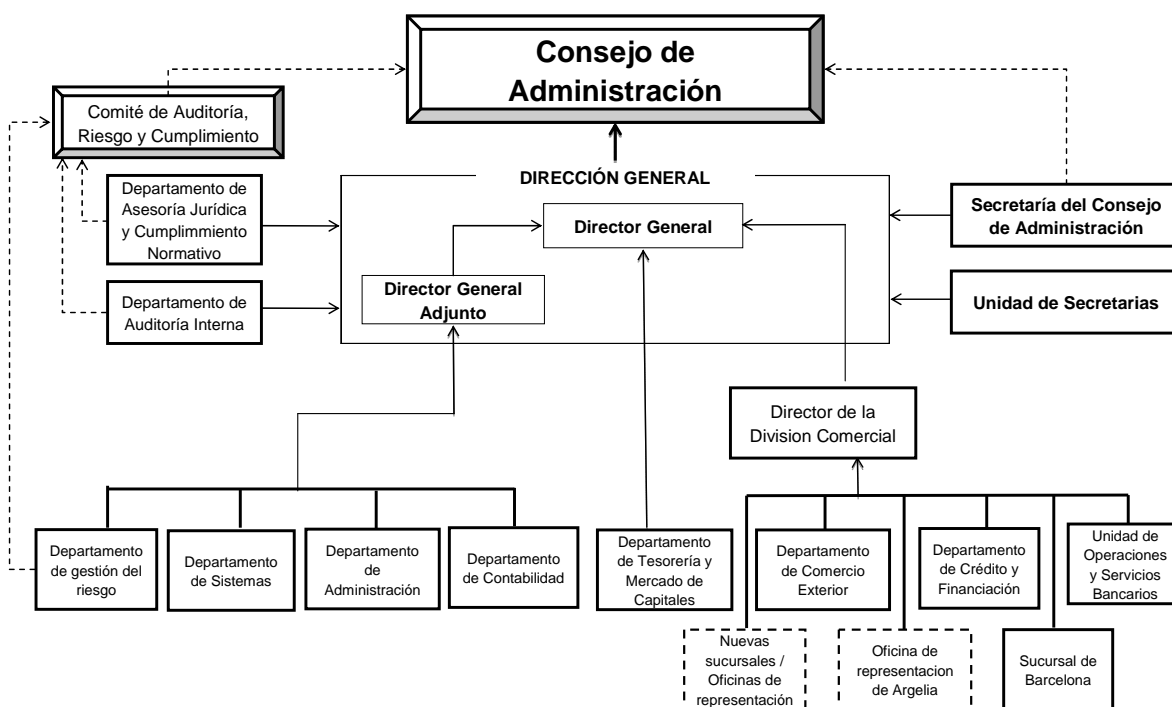 Consejo de
Administración
Comité de Auditoría,
Riesgo y Cumplimiento
DIRECCIÓN GENERAL
Departamento de
Asesoría Jurídica
y Cumplimmiento
Normativo
Director General
Secretaría del Consejo
de Administración
Departamento de
Auditoría Interna
Director General
Adjunto
Unidad de Secretarias
Director de la
Division Comercial
Departamento
de gestión del
riesgo
Departamento
de Sistemas
Departamento
de
Administración
Departamento
de Contabilidad
Departamento
de Tesorería y
Mercado de
Capitales
Departamento
de Comercio
Exterior
Departamento
de Crédito y
Financiación
Unidad de
Operaciones
y Servicios
Bancarios
Nuevas
sucursales /
Oficinas de
representación
Oficina de
representacion
de Argelia
Sucursal de
Barcelona